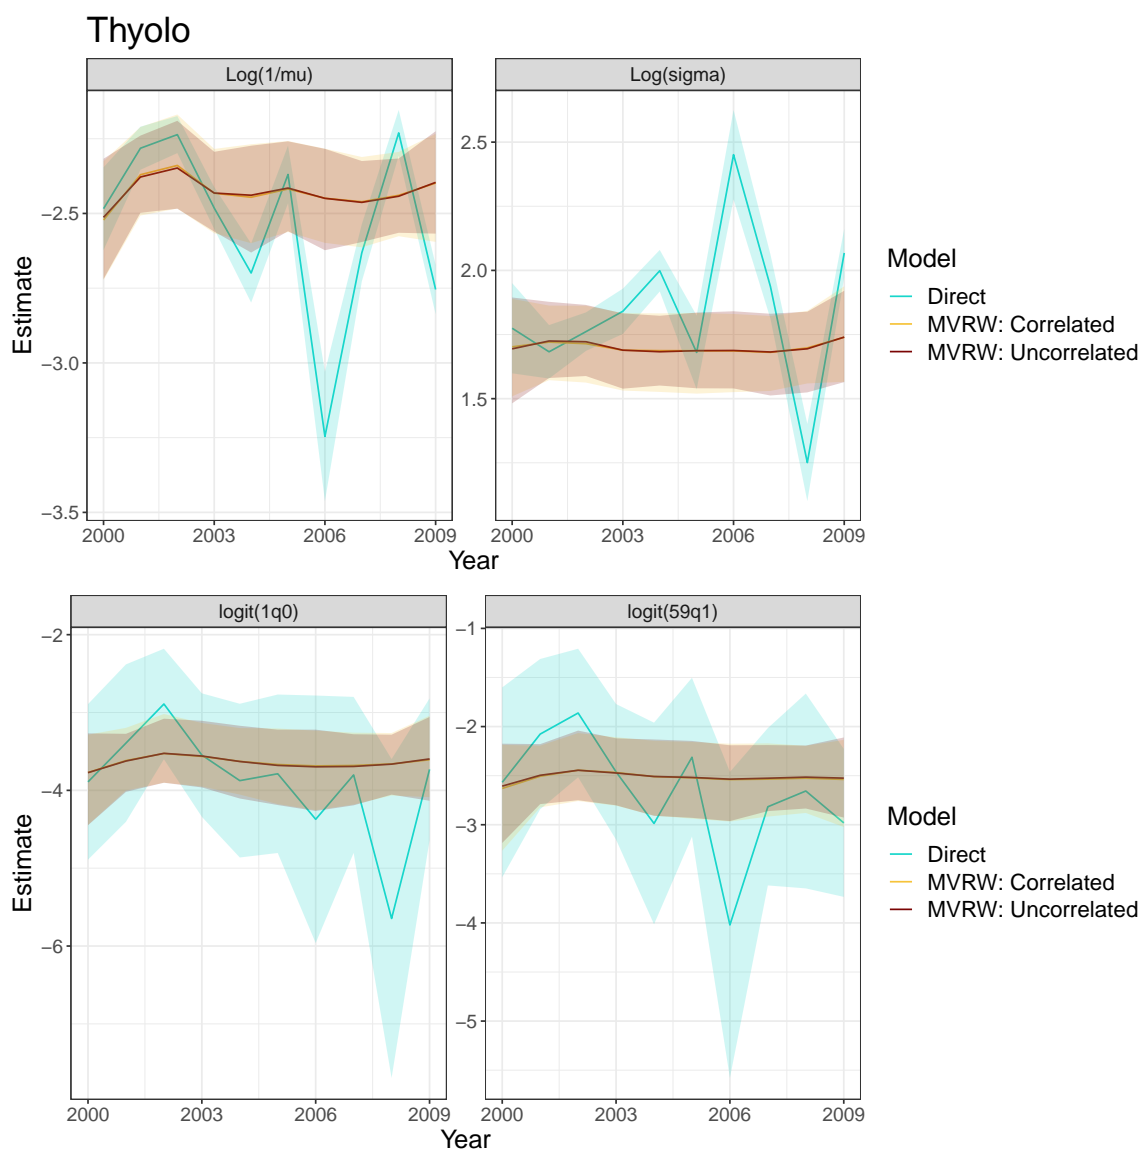 Thyolo
Log(1/mu)
Log(sigma)
−2.5
−3.0
−3.5
2.5
2.0
1.5
Estimate
2000 2003 2006 2009
2000 2003 2006 2009
Year
Model
Direct
MVRW: Correlated
MVRW: Uncorrelated
logit(1q0)
logit(59q1)
−2
−4
−6
−1
−2
−3
−4
−5
Estimate
2000 2003 2006 2009
2000 2003 2006 2009
Year
Model
Direct
MVRW: Correlated
MVRW: Uncorrelated